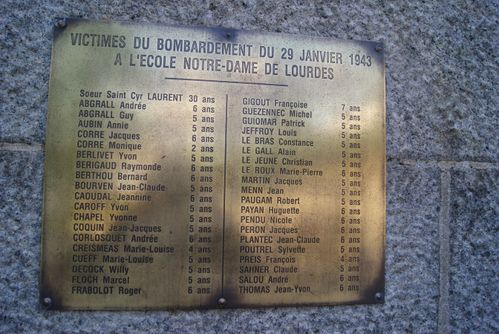 VICTIMES DU BOMBARDEMENT DU 29 JANVIER 1943
A L'ECOLE NOTRE-DAME DE LOURDES
Soeur Saint Cyr LAURENT 30 ans
ABGRALL Andrée 6 ans
ABGRALL Guy 5 ans
AUBIN Annie 5 ans
CORRE Jacques 6 ans
CORRE Monique 2 ans
BERLIVET Yvon 5 ans
BERIGAUD Raymonde 6 ans
BERTHOU Bernard 6 ans
BOURVEN Jean-Claude 5 ans
CAOUDAL Jeannine 6 ans
CAROFF Yvon 5 ans
CHAPEL Yvonne 5 ans
COQUIN Jean-Jacques 5 ans
CORLOSQUET Andrée 6 ans
CREISMEAS Marie-Louise 4 ans
CUEFF Marie-Louise 5 ans
DECOCK Willy 5 ans
FLOCH Marcel 5 ans
FRABOLOT Roger 6 ans
GIGOUT Françoise 7 ans
GUEZENNEC Michel 5 ans
GUIOMAR Patrick 5 ans
JEFFROY Louis 5 ans
LE BRAS Constance 5 ans
LE GALL Alain 5 ans
LE JEUNE Christian 5 ans
LE ROUX Marie-Pierre 6 ans
MARTIN Jacques 5 ans
MENN Jean 5 ans
PAUGAM Robert 5 ans
PAYAN Huguette 6 ans
PENDU Nicole 6 ans
PERON Jacques 6 ans
PLANTEC Jean-Claude 6 ans
POUTREL Sylvette 5 ans
PREIS François 4 ans
SAHNER Claude 5 ans
SALOU André 6 ans
THOMAS Jean-Yvon 6 ans